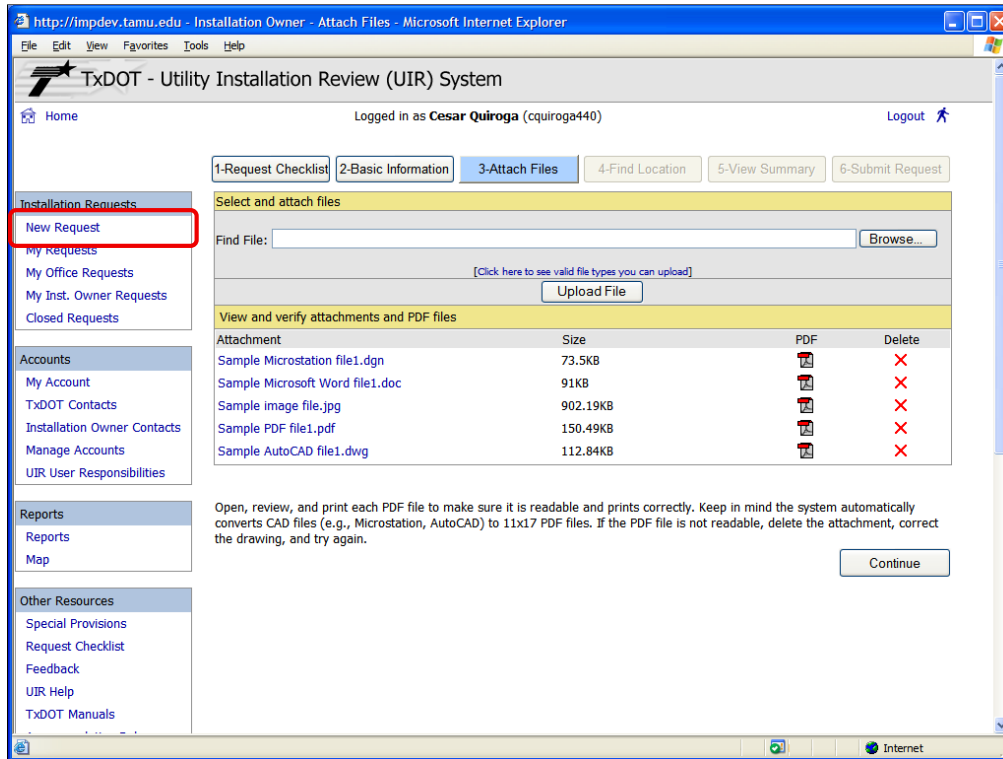 http://impdev.tamu.edu - Installation Owner - Attach Files - Microsoft Internet Explorer
File Edit View Favorites Tools Help
TxDOT - Utility Installation Review (UIR) System
Home Logged in as Cesar Quiroga (cquiroga440) Logout
1-Request Checklist 2-Basic Information 3-Attach Files 4-Find Location 5-View Summary 6-Submit Request
Installation Requests
New Request
My Requests
My Office Requests
My Inst. Owner Requests
Closed Requests
Accounts
My Account
TxDOT Contacts
Installation Owner Contacts
Manage Accounts
UIR User Responsibilities
Reports
Reports
Map
Other Resources
Special Provisions
Request Checklist
Feedback
UIR Help
TxDOT Manuals
Select and attach files
Find File: Browse...
[Click here to see valid file types you can upload]
Upload File
View and verify attachments and PDF files
Attachment Size PDF Delete
Sample Microstation file1.dgn 73.5KB
Sample Microsoft Word file1.doc 91KB
Sample image file.jpg 902.19KB
Sample PDF file1.pdf 150.49KB
Sample AutoCAD file1.dwg 112.84KB
Open, review, and print each PDF file to make sure it is readable and prints correctly. Keep in mind the system automatically
converts CAD files (e.g., Microstation, AutoCAD) to 11x17 PDF files. If the PDF file is not readable, delete the attachment, correct
the drawing, and try again.
Continue
Internet